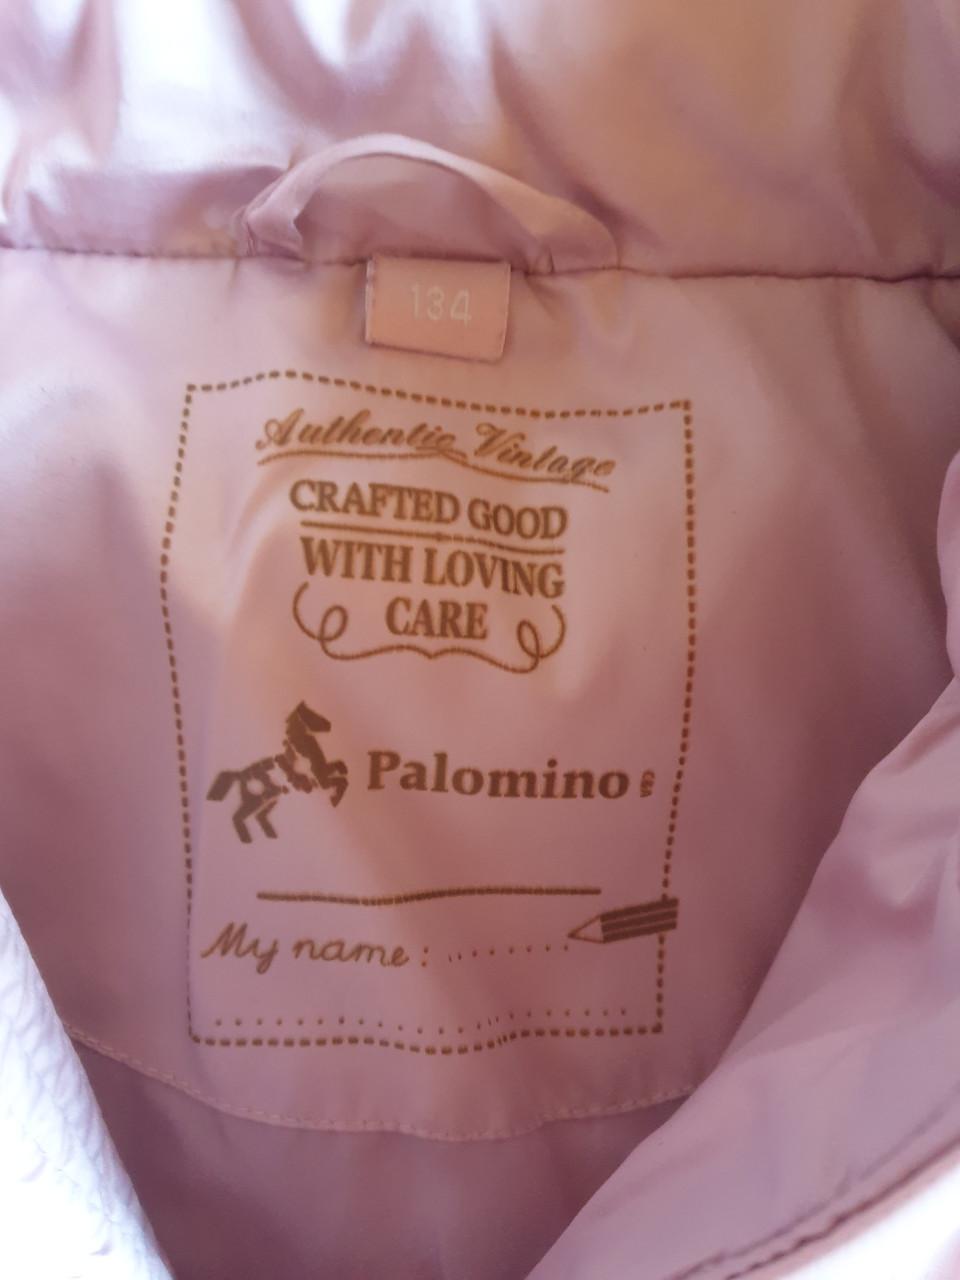 134
Authentic Vintage
CRAFTED GOOD
WITH LOVING
CARE
Palomino
My name : ........
....................